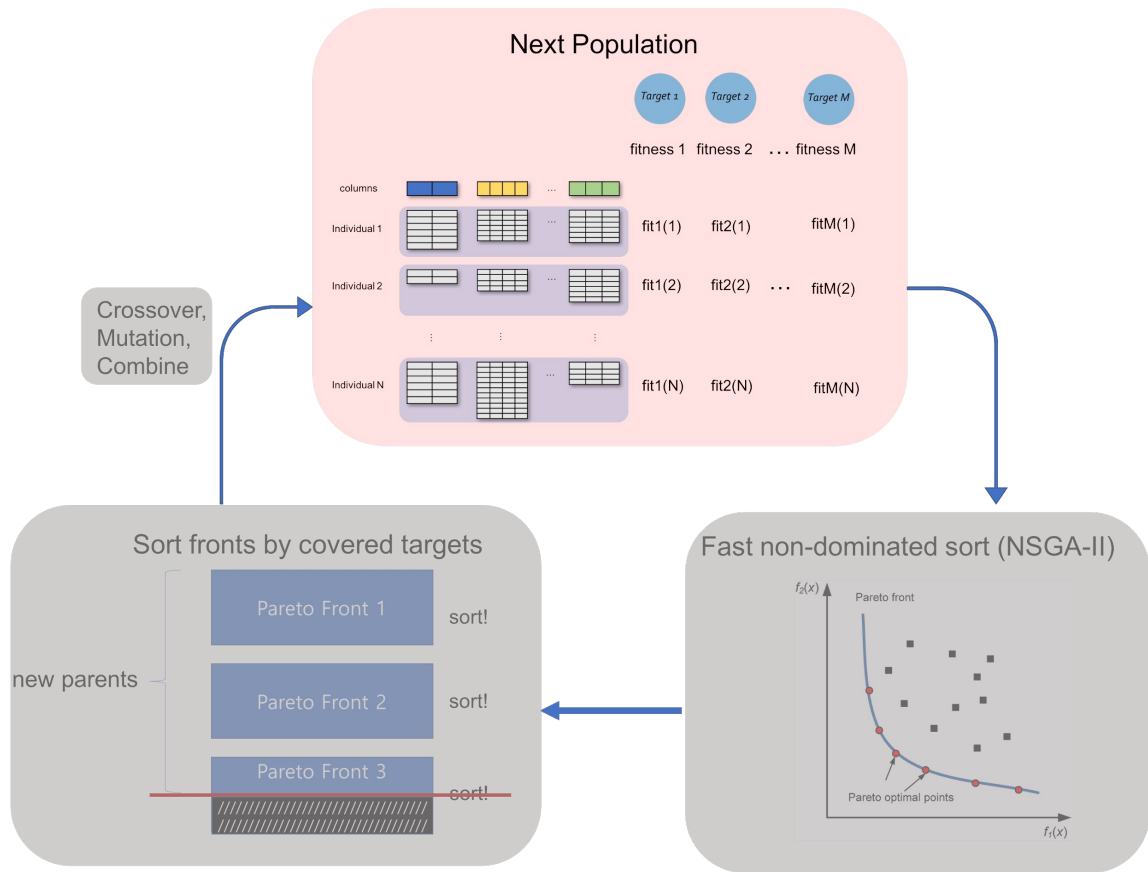 Next Population
Target 1 Target 2 Target M
fitness 1 fitness 2 ... fitness M
columns ...
Individual 1 ... fit1(1) fit2(1) fitM(1)
Individual 2 ... fit1(2) fit2(2) ... fitM(2)
⋮ ⋮ ⋮
Individual N ... fit1(N) fit2(N) fitM(N)
Crossover,
Mutation,
Combine
Sort fronts by covered targets
Pareto Front 1
sort!
new parents
Pareto Front 2
sort!
Pareto Front 3
sort!
Fast non-dominated sort (NSGA-II)
f2(x)
Pareto front
Pareto optimal points
f1(x)